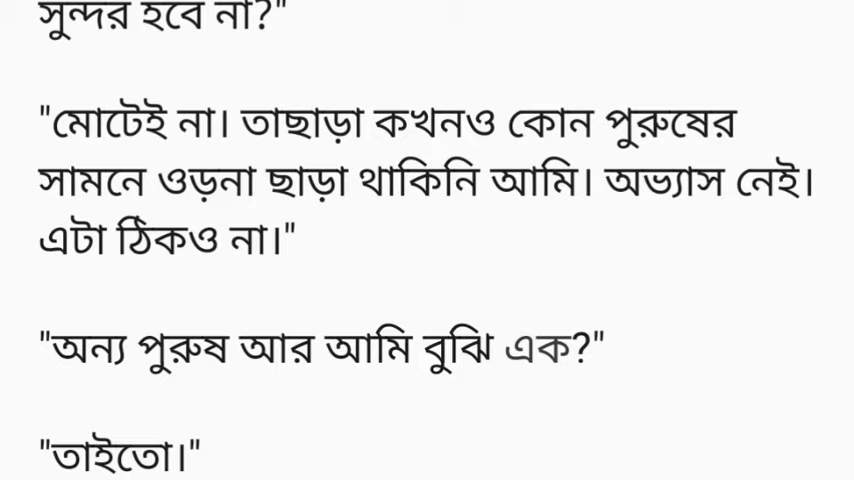 সুন্দর হবে না?"
"মোটেই না। তাছাড়া কখনও কোন পুরুষের
সামনে ওড়না ছাড়া থাকিনি আমি। অভ্যাস নেই।
এটা ঠিকও না।"
"অন্য পুরুষ আর আমি বুঝি এক?"
"তাইতো।"